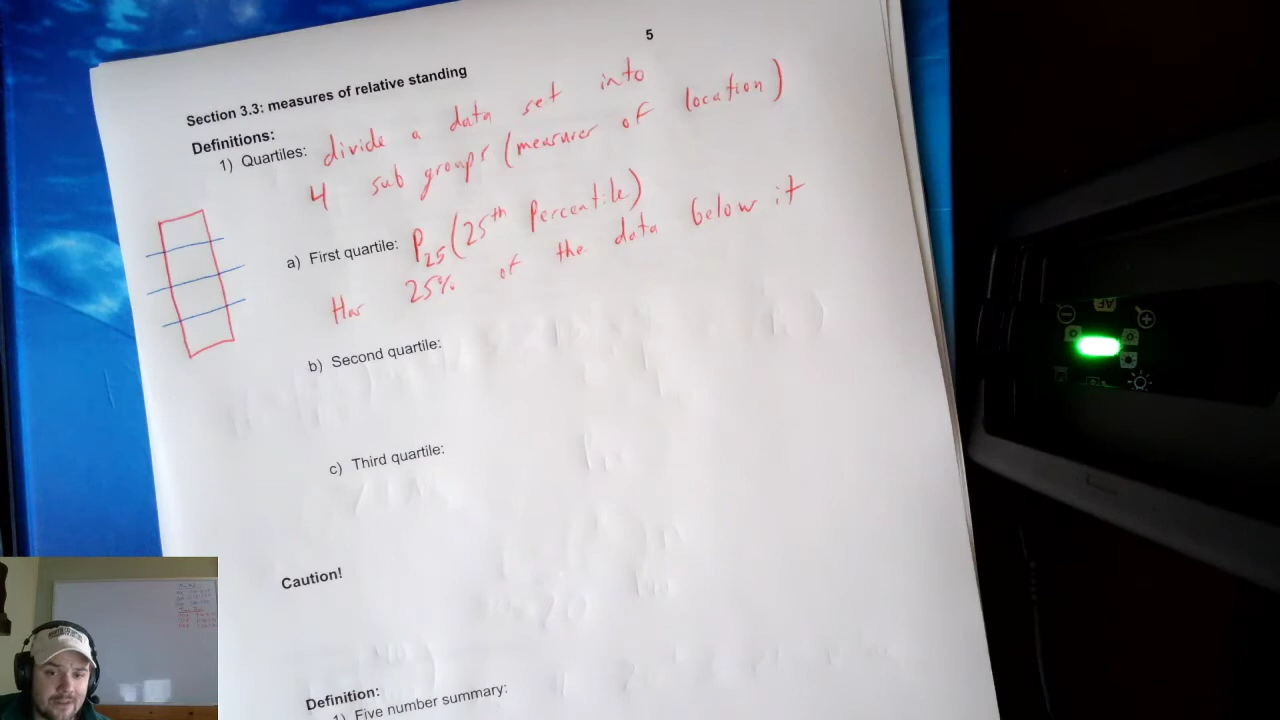 5
Section 3.3: measures of relative standing
Definitions:
1) Quartiles: divide a data set into
4 sub groups (measures of location)
a) First quartile: P25 (25th Percentile)
Has 25% of the data below it
b) Second quartile:
c) Third quartile:
Caution!
Definition:
1) Five number summary: